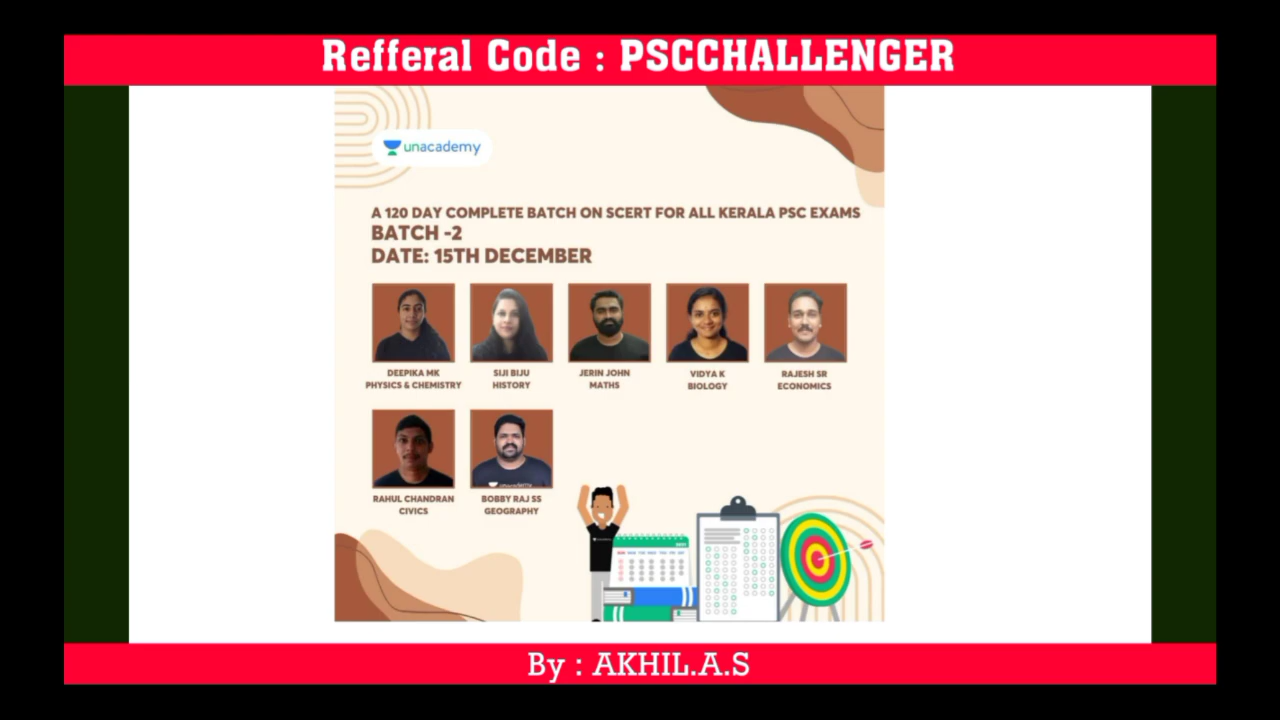 Refferal Code : PSCCHALLENGER
unacademy
A 120 DAY COMPLETE BATCH ON SCERT FOR ALL KERALA PSC EXAMS
BATCH -2
DATE: 15TH DECEMBER
DEEPIKA MK
PHYSICS & CHEMISTRY
SIJI BIJU
HISTORY
JERIN JOHN
MATHS
VIDYA K
BIOLOGY
RAJESH SR
ECONOMICS
RAHUL CHANDRAN
CIVICS
BOBBY RAJ SS
GEOGRAPHY
By : AKHIL.A.S